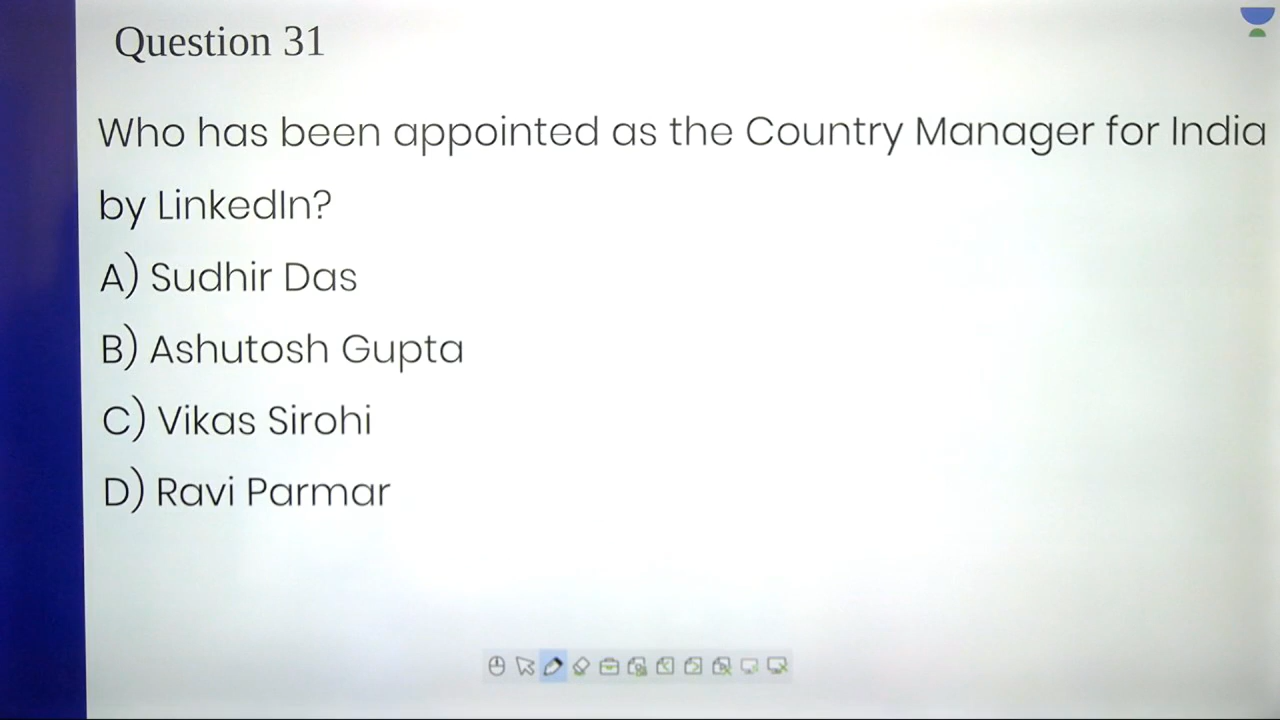 Question 31
Who has been appointed as the Country Manager for India
by LinkedIn?
A) Sudhir Das
B) Ashutosh Gupta
C) Vikas Sirohi
D) Ravi Parmar